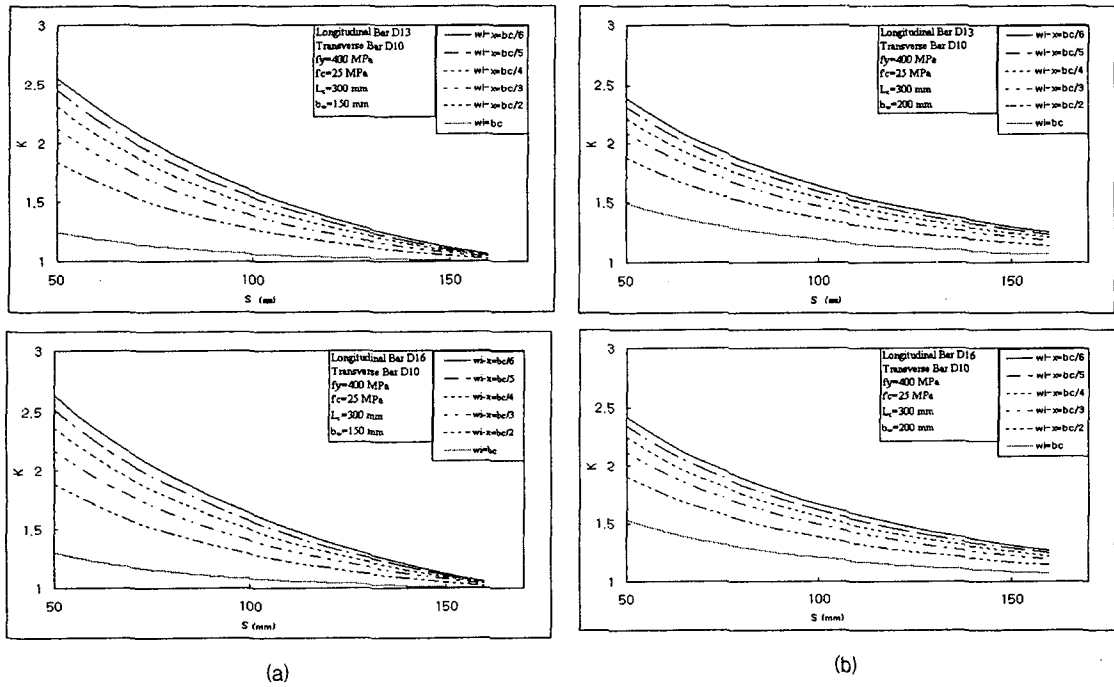 3
2.5
2
1.5
1
K
50
100
150
S (mm)
Longitudinal Bar D13
Transverse Bar D10
fy=400 MPa
f'c=25 MPa
Lc=300 mm
bw=150 mm
wi-x=bc/6
wi-x=bc/5
wi-x=bc/4
wi-x=bc/3
wi-x=bc/2
wi=bc
3
2.5
2
1.5
1
K
50
100
150
S (mm)
Longitudinal Bar D13
Transverse Bar D10
fy=400 MPa
f'c=25 MPa
Lc=300 mm
bw=200 mm
wi-x=bc/6
wi-x=bc/5
wi-x=bc/4
wi-x=bc/3
wi-x=bc/2
wi=bc
3
2.5
2
1.5
1
K
50
100
150
S (mm)
Longitudinal Bar D16
Transverse Bar D10
fy=400 MPa
f'c=25 MPa
Lc=300 mm
bw=150 mm
wi-x=bc/6
wi-x=bc/5
wi-x=bc/4
wi-x=bc/3
wi-x=bc/2
wi=bc
3
2.5
2
1.5
1
K
50
100
150
S (mm)
Longitudinal Bar D16
Transverse Bar D10
fy=400 MPa
f'c=25 MPa
Lc=300 mm
bw=200 mm
wi-x=bc/6
wi-x=bc/5
wi-x=bc/4
wi-x=bc/3
wi-x=bc/2
wi=bc
(a)
(b)